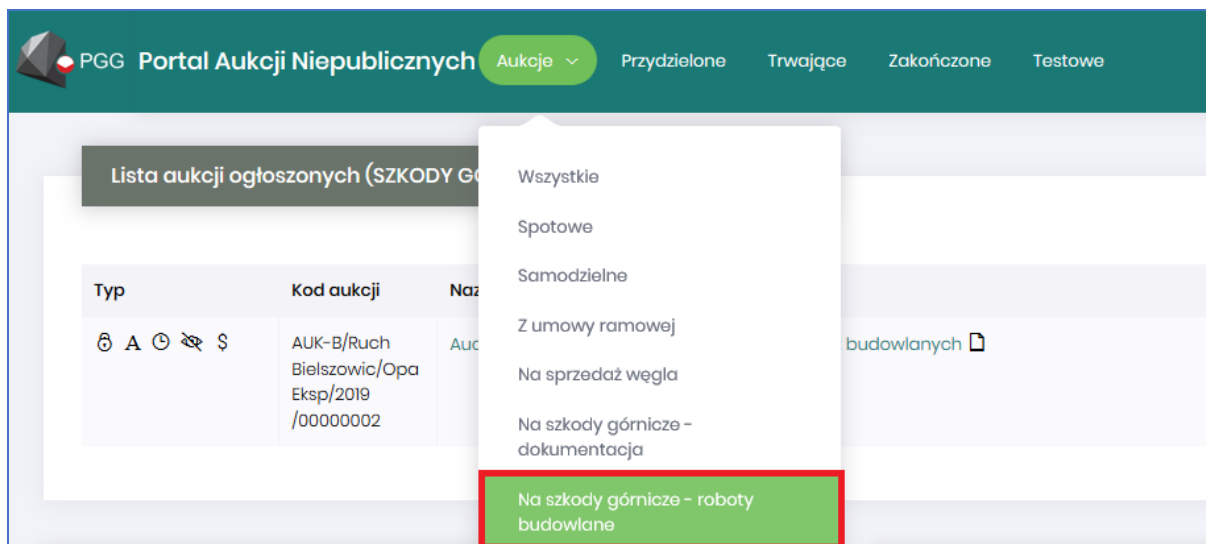 PGG Portal Aukcji Niepublicznych Aukcje Przydzielone Trwające Zakończone Testowe
Lista aukcji ogłoszonych (SZKODY
Wszystkie
Spotowe
Samodzielne
Z umowy ramowej
Na sprzedaż węgla
Na szkody górnicze -
dokumentacja
Na szkody górnicze - roboty
budowlane
Typ Kod aukcji Naz
A $ AUK-B/Ruch
Bielszowic/Opa
Eksp/2019
/00000002
budowlanych